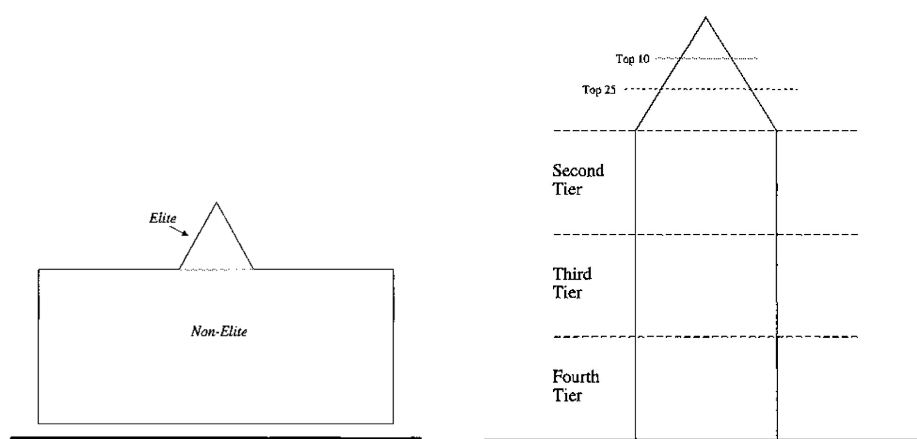 Elite
Non-Elite
Top 10
Top 25
Second
Tier
Third
Tier
Fourth
Tier